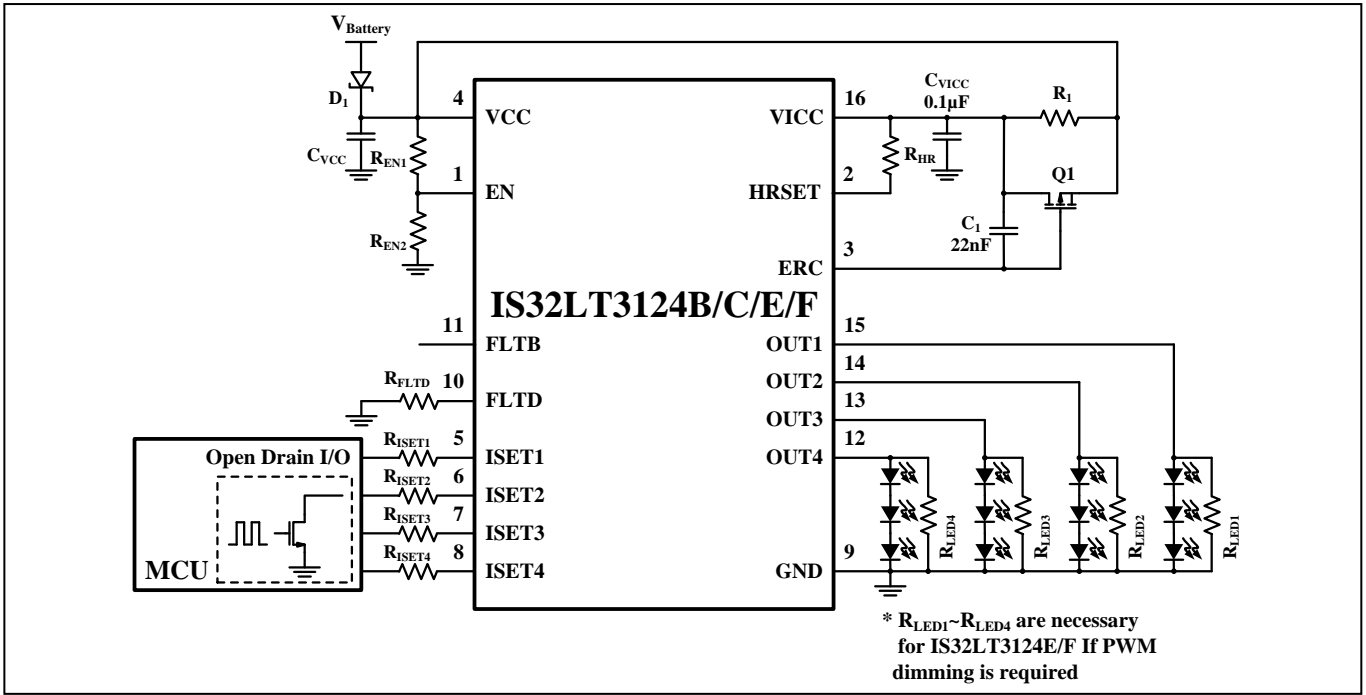 VBattery
D1
CVCC
REN1
REN2
4 VCC
1 EN
11 FLTB
RFLTD 10 FLTD
RISET1 5 ISET1
RISET2 6 ISET2
RISET3 7 ISET3
RISET4 8 ISET4
Open Drain I/O
MCU
IS32LT3124B/C/E/F
VICC 16
HRSET 2
ERC 3
OUT1 15
OUT2 14
OUT3 13
OUT4 12
GND 9
RHR
CVICC
0.1µF
R1
Q1
C1
22nF
RLED4
RLED3
RLED2
RLED1
* RLED1~RLED4 are necessary
for IS32LT3124E/F If PWM
dimming is required